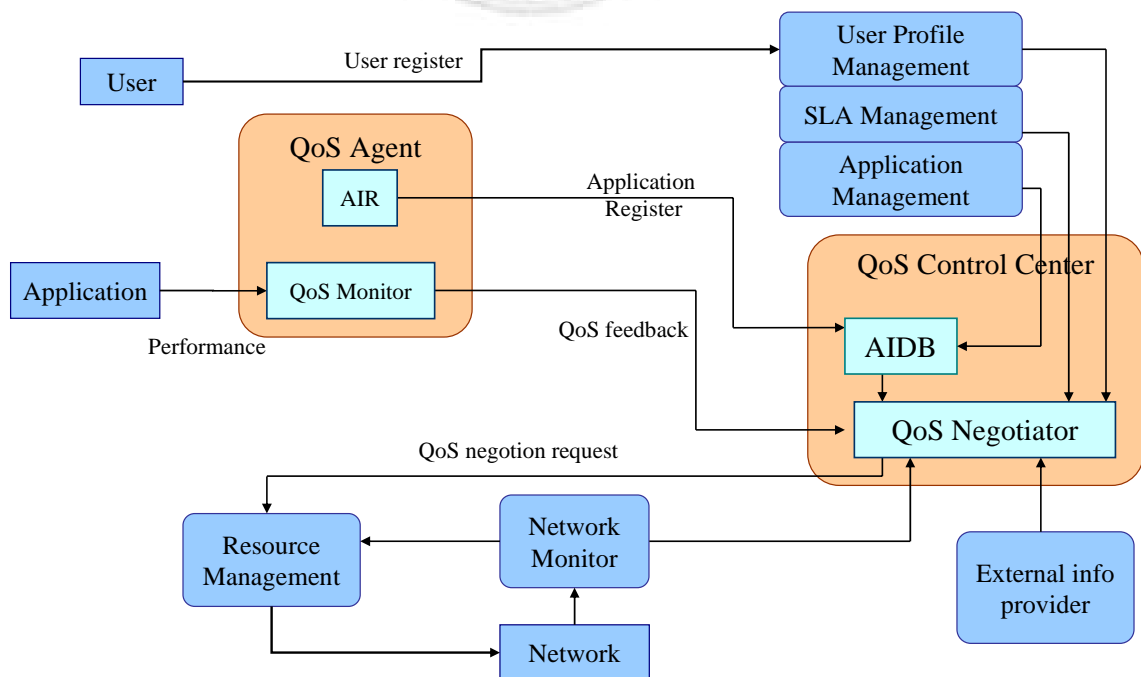 User Profile
Management
User register
User
SLA Management
QoS Agent
Application
Management
AIR
Application
Register
QoS Control Center
Application
QoS Monitor
Performance
QoS feedback
AIDB
QoS Negotiator
QoS negotion request
Resource
Management
Network
Monitor
External info
provider
Network